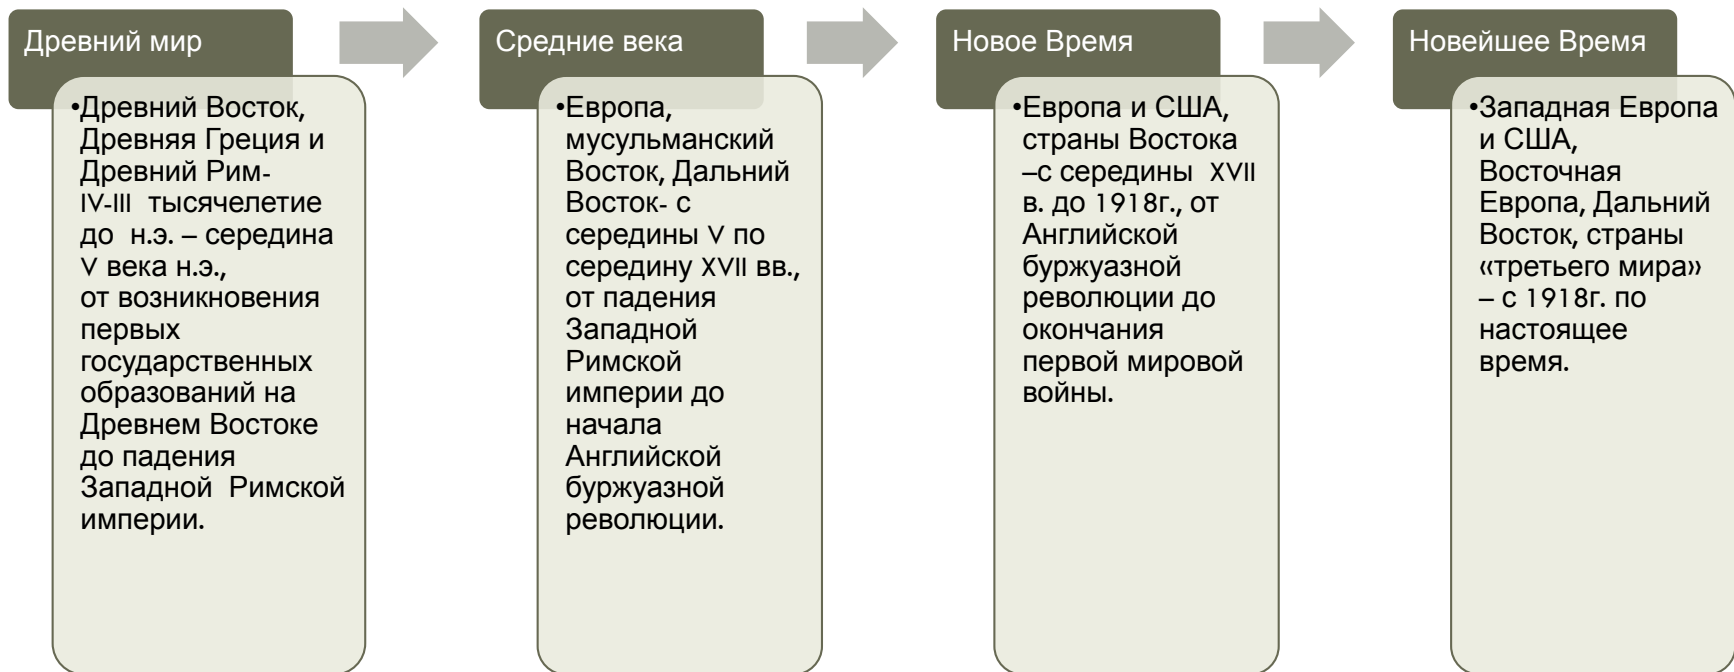 Древний мир
•Древний Восток,
Древняя Греция и
Древний Рим-
IV-III тысячелетие
до н.э. – середина
V века н.э.,
от возникновения
первых
государственных
образований на
Древнем Востоке
до падения
Западной Римской
империи.
Средние века
•Европа,
мусульманский
Восток, Дальний
Восток- с
середины V по
середину XVII вв.,
от падения
Западной
Римской
империи до
начала
Английской
буржуазной
революции.
Новое Время
•Европа и США,
страны Востока
–с середины XVII
в. до 1918г., от
Английской
буржуазной
революции до
окончания
первой мировой
войны.
Новейшее Время
•Западная Европа
и США,
Восточная
Европа, Дальний
Восток, страны
«третьего мира»
– с 1918г. по
настоящее
время.